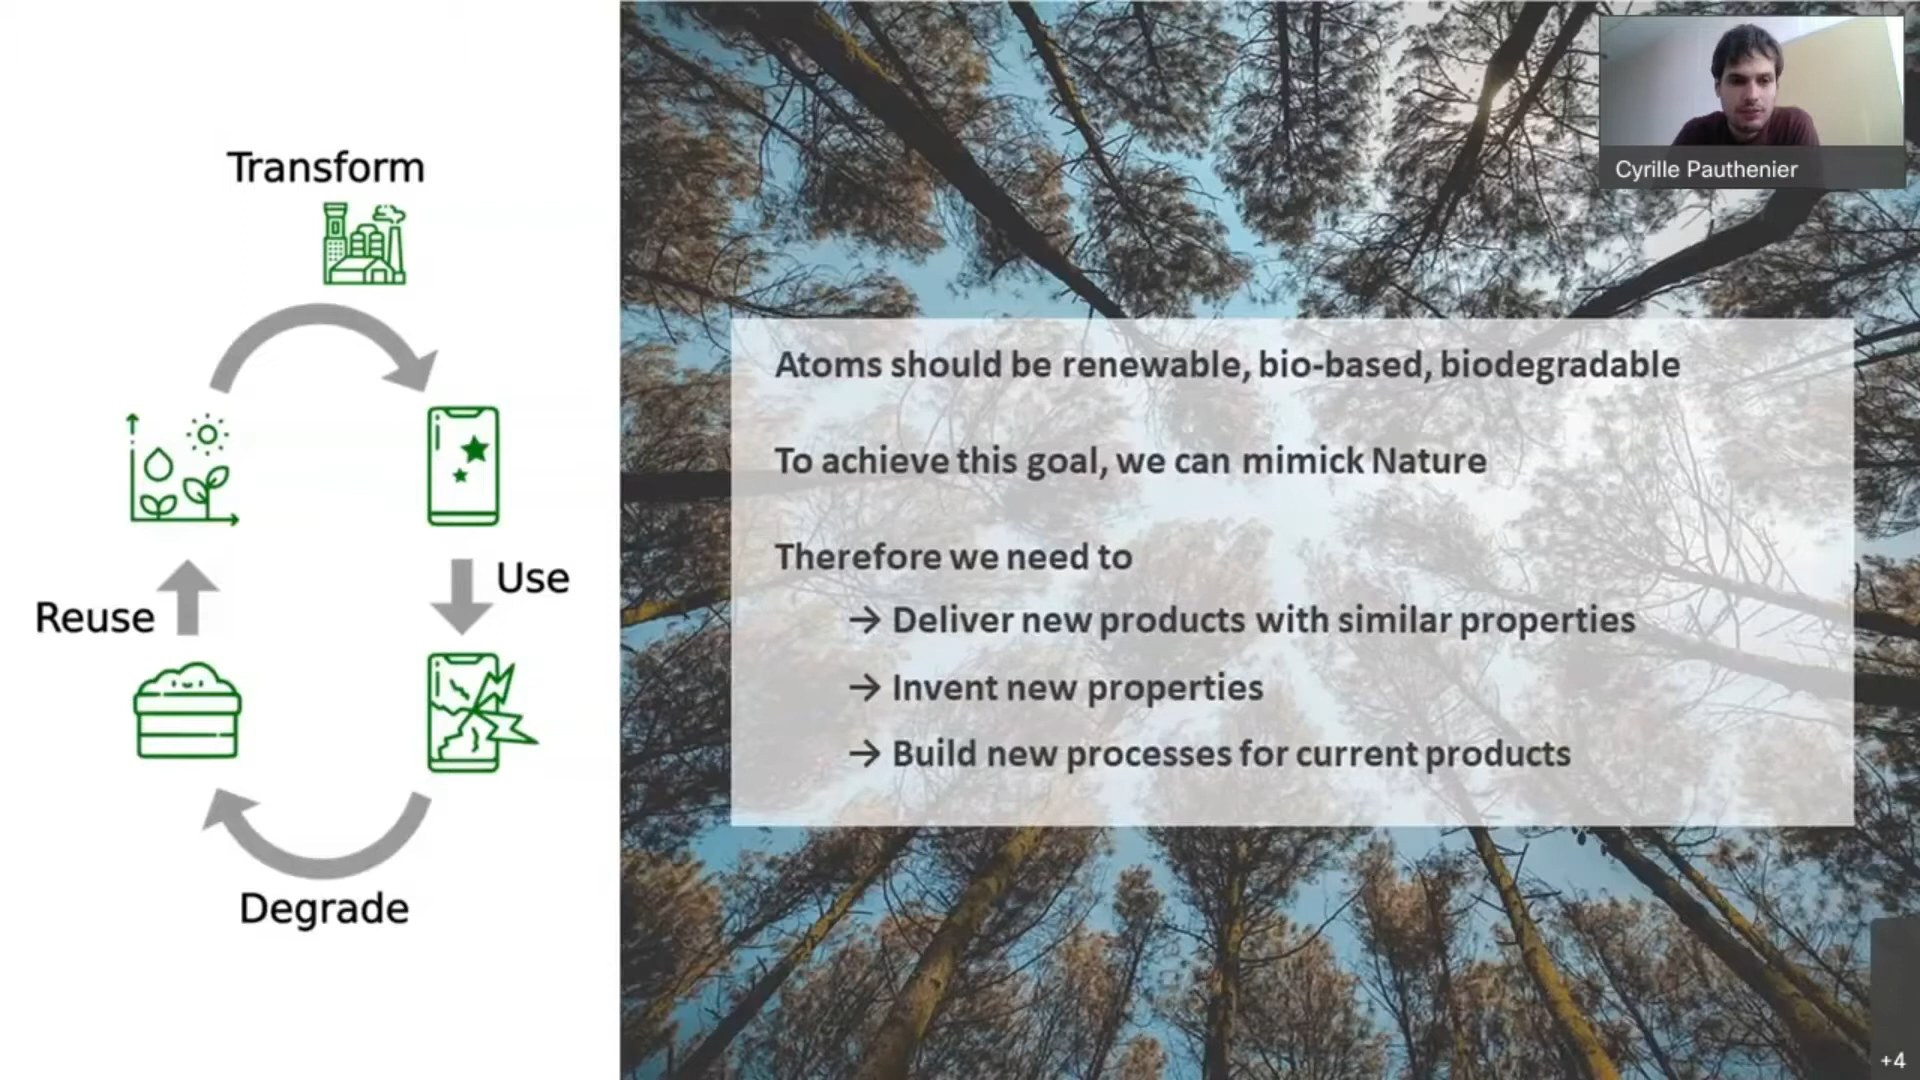 Transform
Use
Reuse
Degrade
Cyrille Pauthenier
Atoms should be renewable, bio-based, biodegradable
To achieve this goal, we can mimick Nature
Therefore we need to
→ Deliver new products with similar properties
→ Invent new properties
→ Build new processes for current products
+4